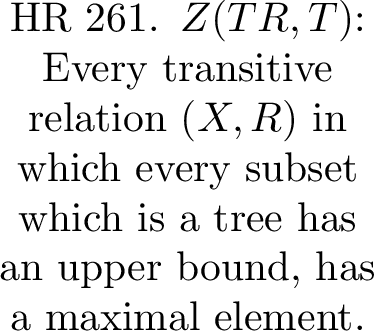 HR 261. Z(TR, T):
Every transitive
relation (X, R) in
which every subset
which is a tree has
an upper bound, has
a maximal element.